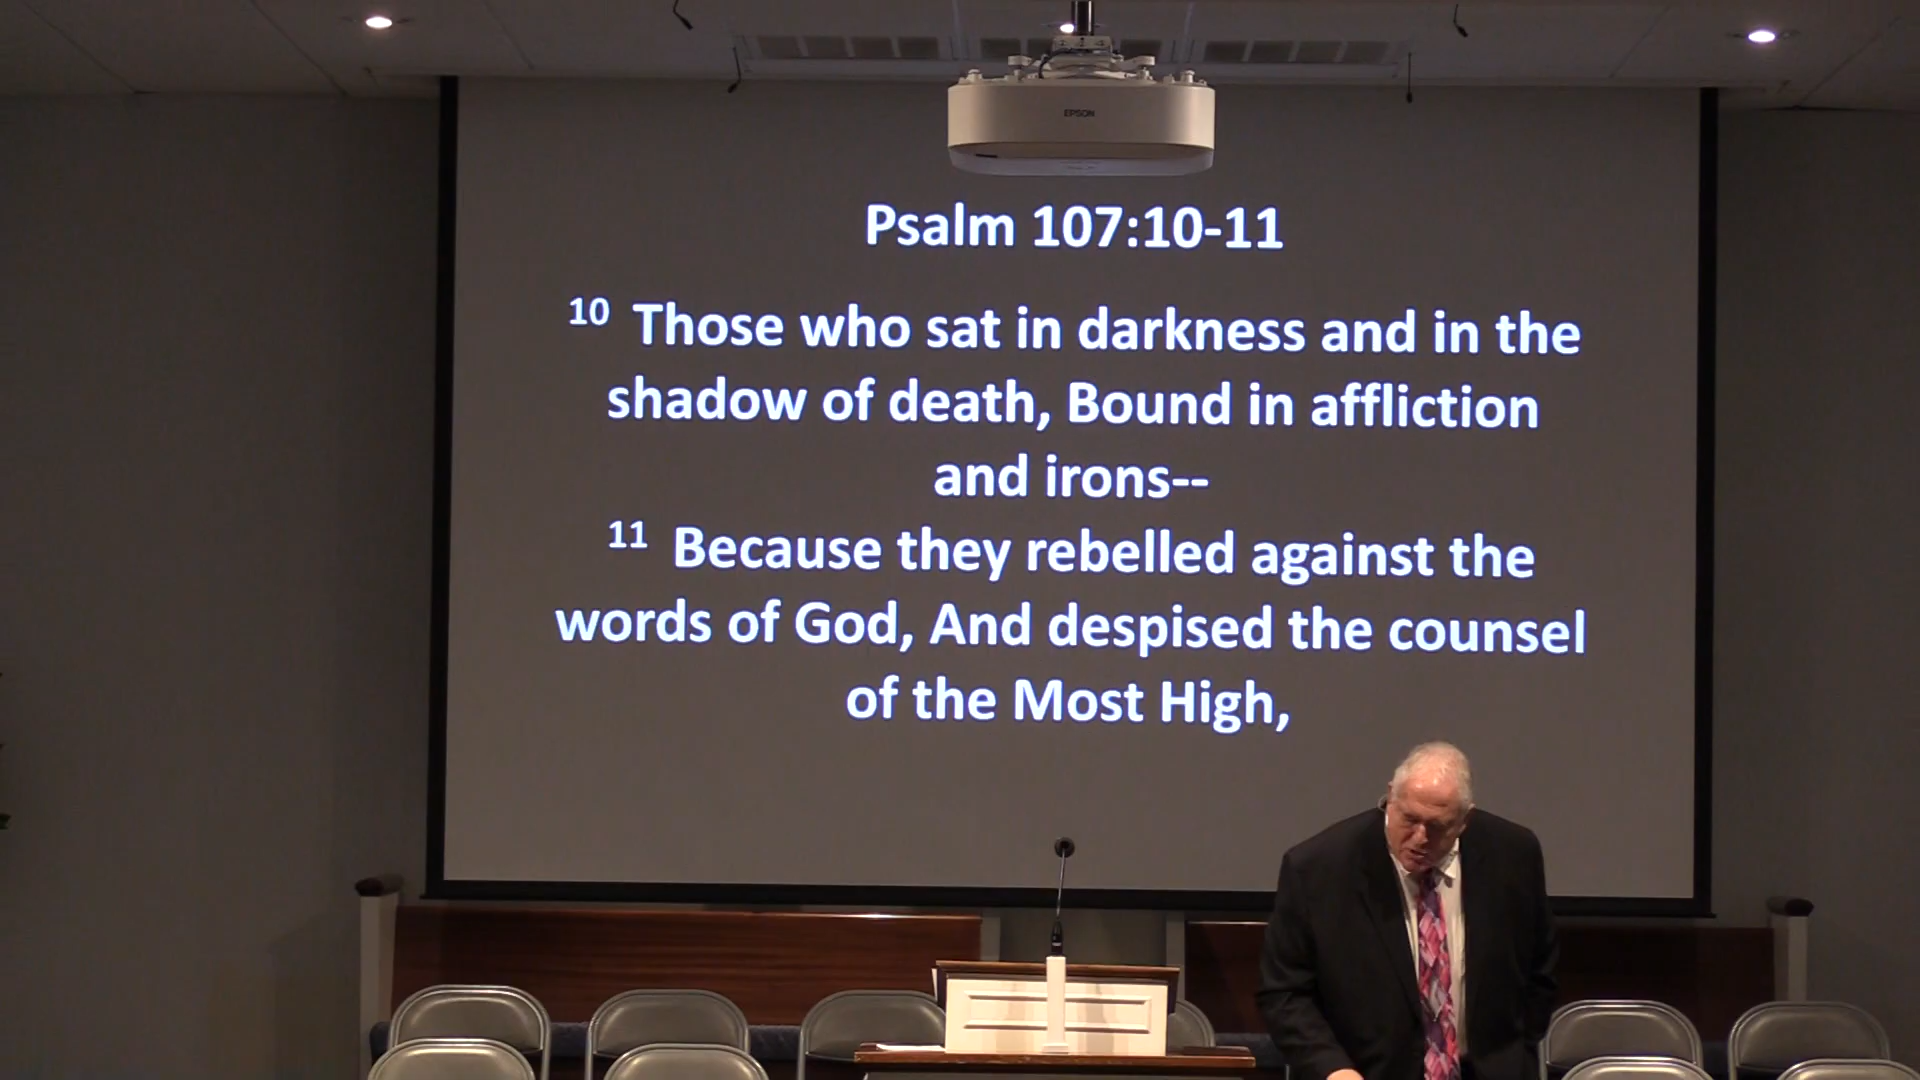 EPSON
Psalm 107:10-11
10 Those who sat in darkness and in the
shadow of death, Bound in affliction
and irons--
11 Because they rebelled against the
words of God, And despised the counsel
of the Most High,